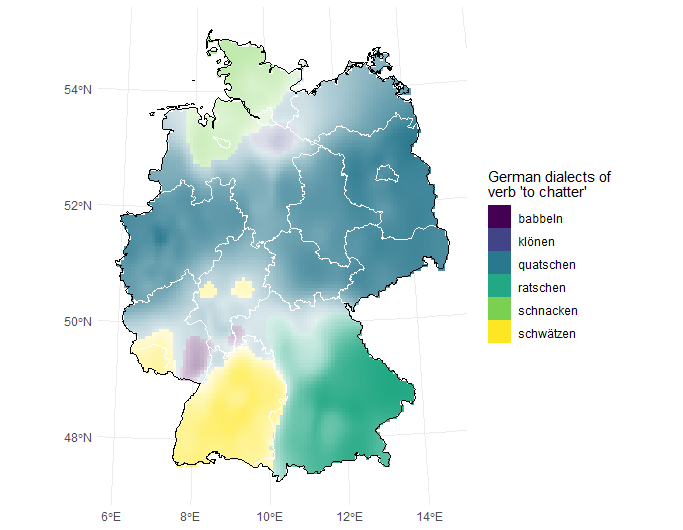 54°N
52°N
50°N
48°N
6°E
8°E
10°E
12°E
14°E
German dialects of
verb 'to chatter'
babbeln
klönen
quatschen
ratschen
schnacken
schwätzen